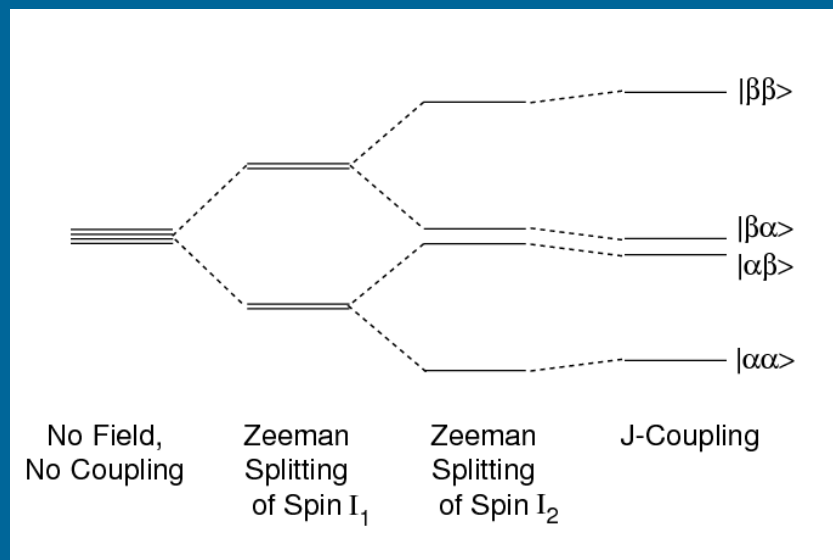 |ββ>
|βα>
|αβ>
|αα>
No Field,
No Coupling
Zeeman
Splitting
of Spin I₁
Zeeman
Splitting
of Spin I₂
J-Coupling